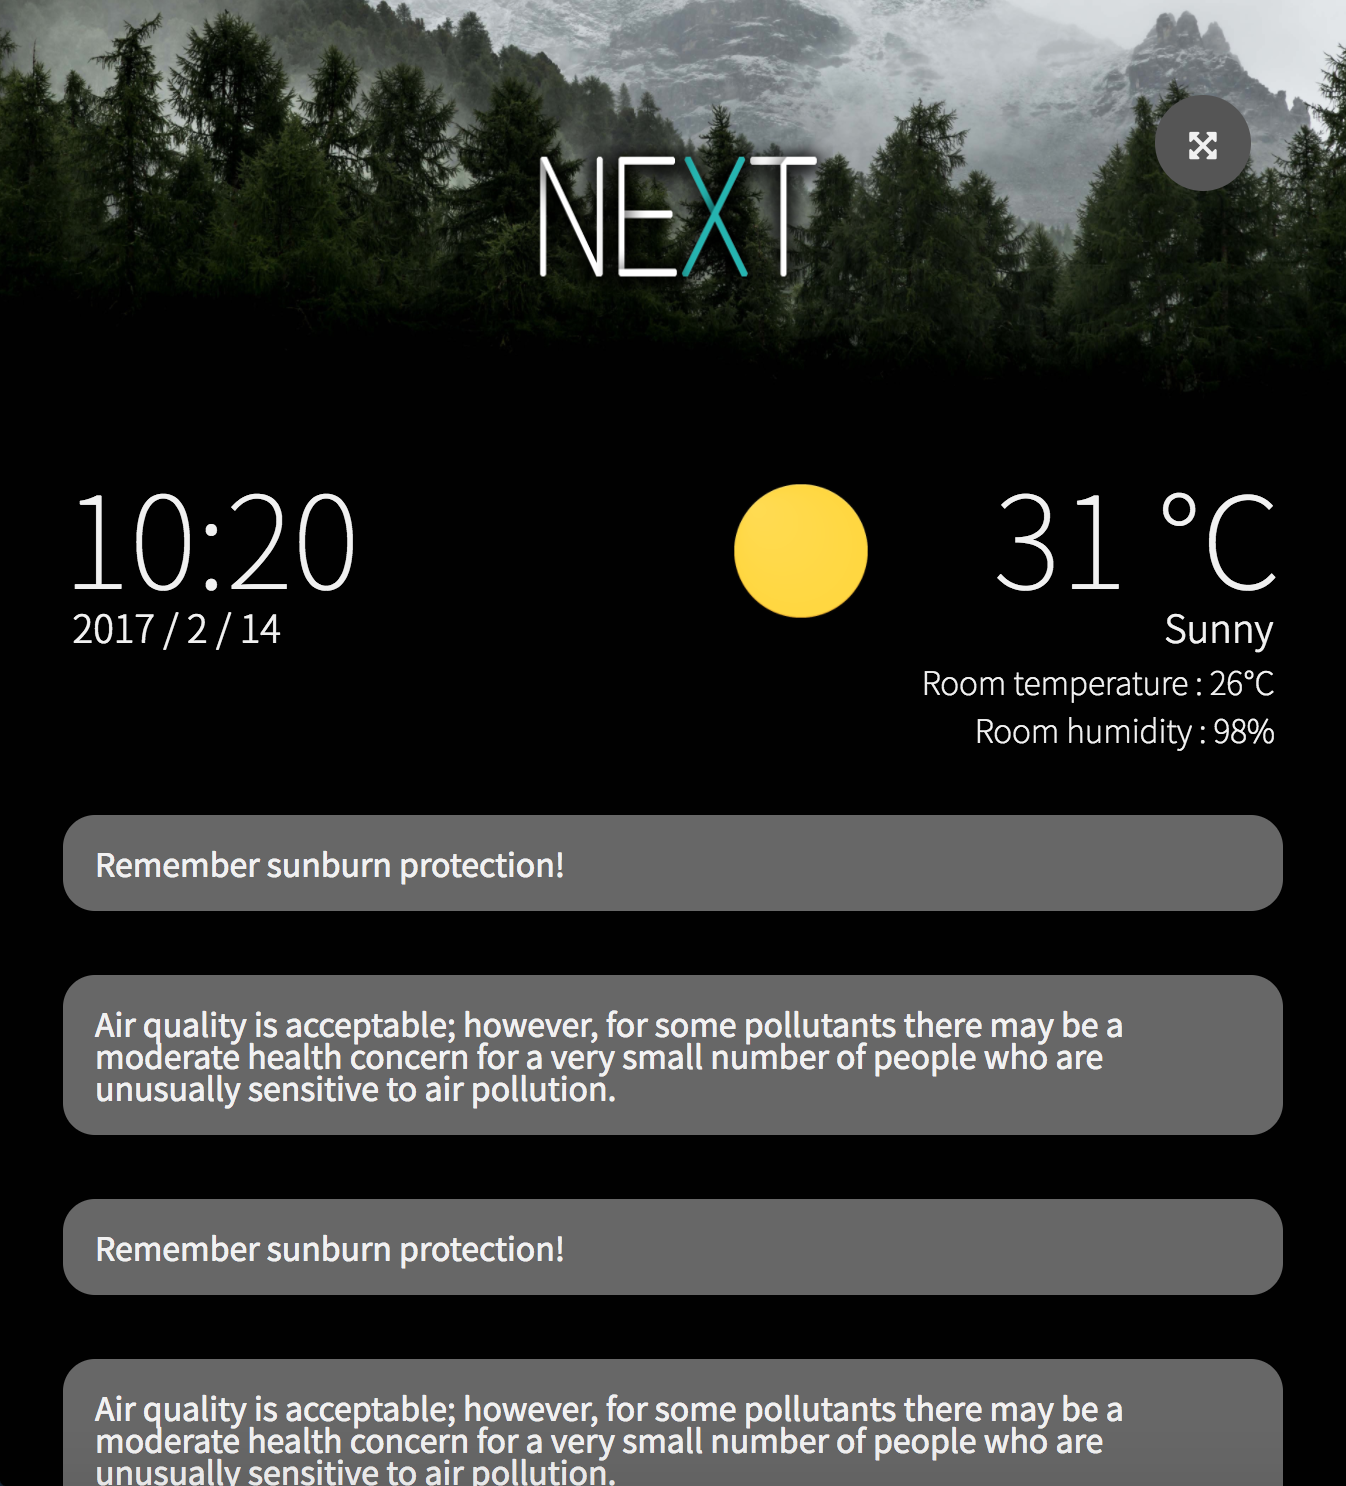 NEXT
10:20
31 °C
2017 / 2 / 14
Sunny
Room temperature : 26°C
Room humidity : 98%
Remember sunburn protection!
Air quality is acceptable; however, for some pollutants there may be a
moderate health concern for a very small number of people who are
unusually sensitive to air pollution.
Remember sunburn protection!
Air quality is acceptable; however, for some pollutants there may be a
moderate health concern for a very small number of people who are
unusually sensitive to air pollution.